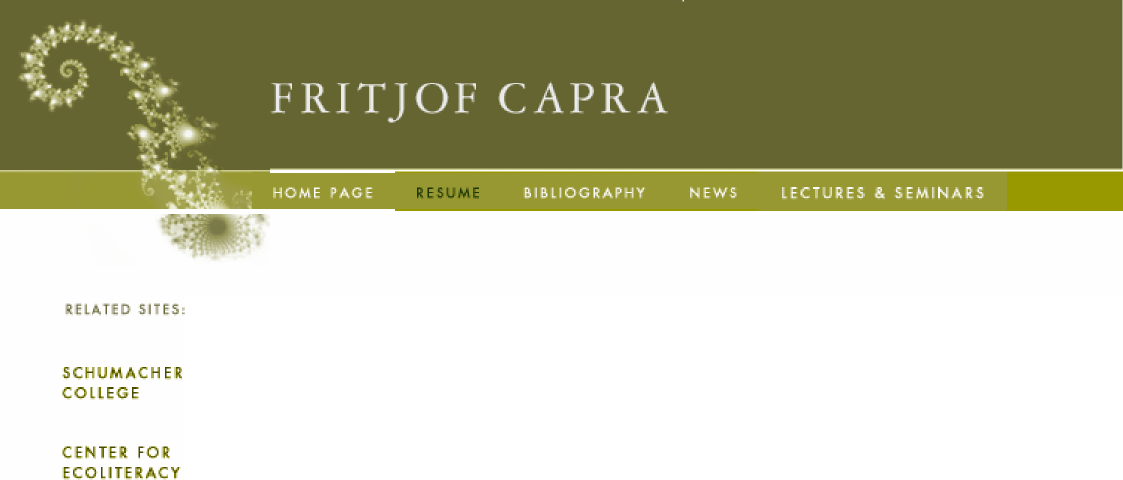 FRITJOF CAPRA
HOME PAGE RESUME BIBLIOGRAPHY NEWS LECTURES & SEMINARS
RELATED SITES:
SCHUMACHER
COLLEGE
CENTER FOR
ECOLITERACY